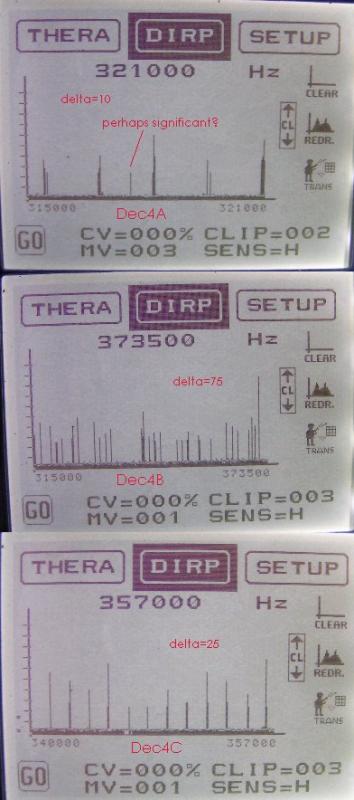 THERA DIRP SETUP
321000 Hz
delta=10
CLEAR
perhaps significant?
CL
REDR.
TRANS
315000 321000
Dec4A
GO
CV=000% CLIP=002
MV=003 SENS=H
THERA DIRP SETUP
373500 Hz
CLEAR
delta=75
CL
REDR.
TRANS
315000 373500
Dec4B
GO
CV=000% CLIP=003
MV=001 SENS=H
THERA DIRP SETUP
357000 Hz
CLEAR
delta=25
CL
REDR.
TRANS
340000 357000
Dec4C
GO
CV=000% CLIP=003
MV=001 SENS=H